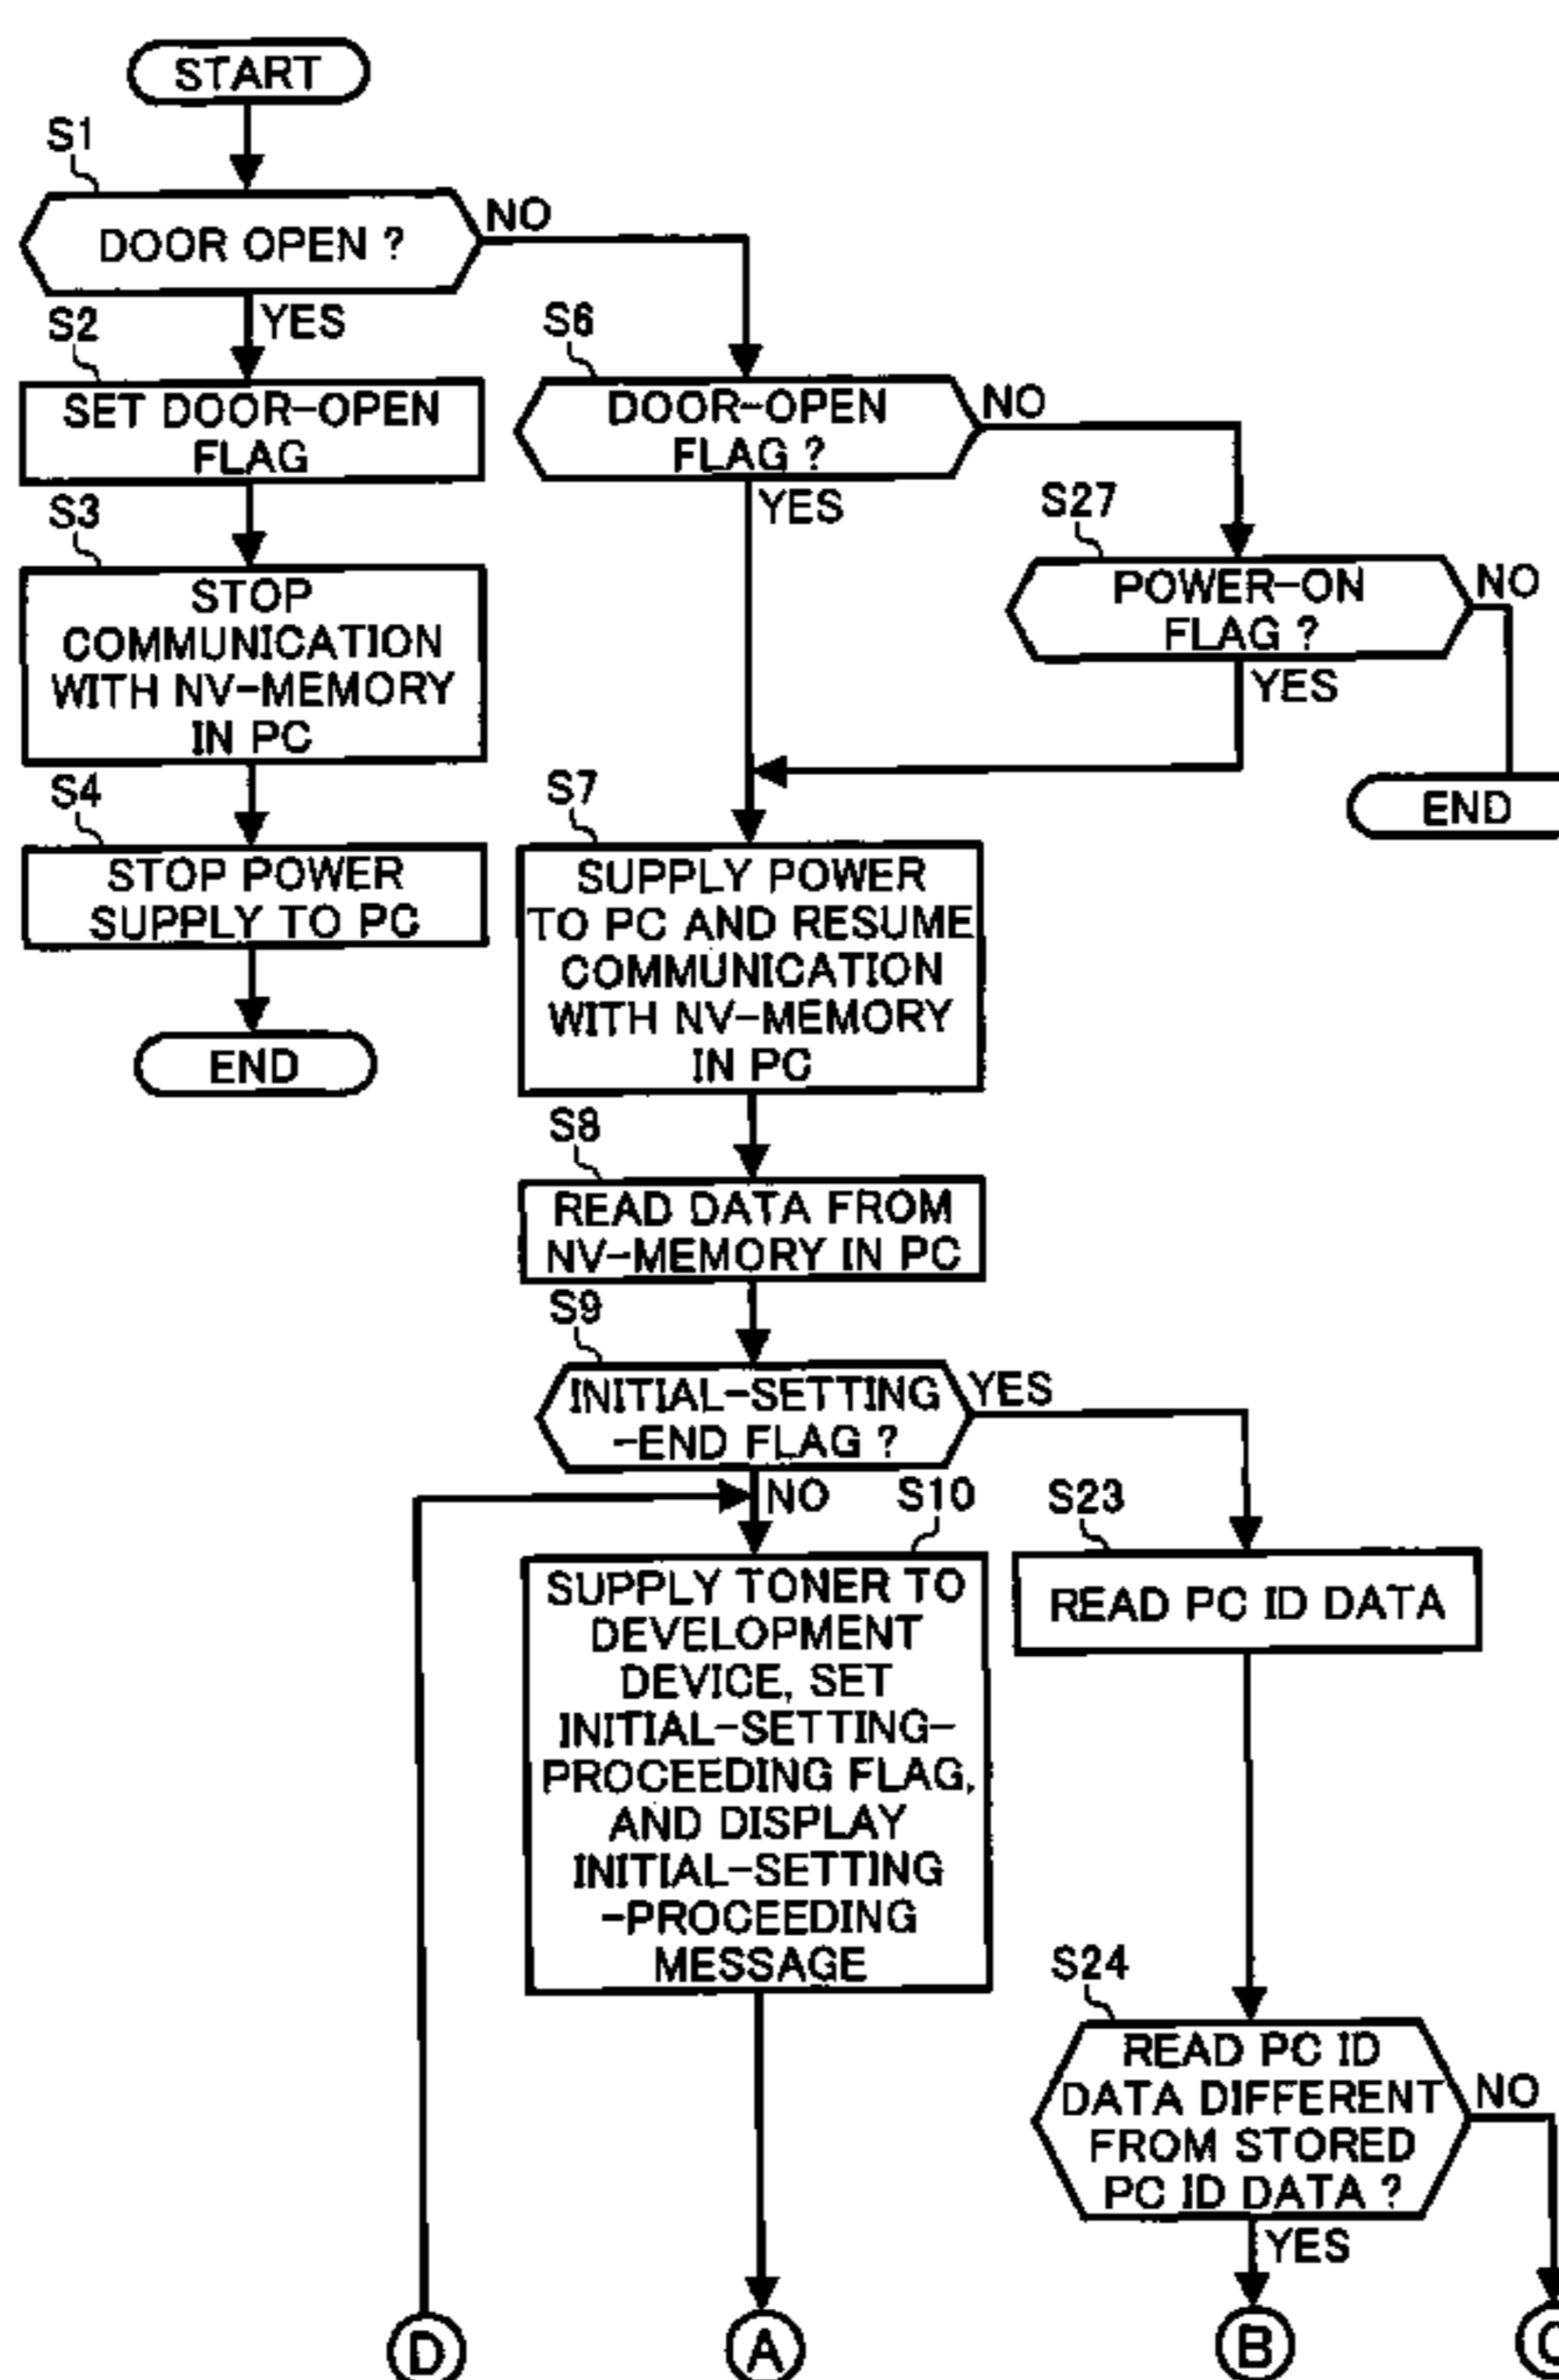 START
S1
DOOR OPEN ?
NO
YES
S2
SET DOOR-OPEN
FLAG
S3
STOP
COMMUNICATION
WITH NV-MEMORY
IN PC
S4
STOP POWER
SUPPLY TO PC
END
S6
DOOR-OPEN
FLAG ?
NO
YES
S27
POWER-ON
FLAG ?
NO
YES
END
S7
SUPPLY POWER
TO PC AND RESUME
COMMUNICATION
WITH NV-MEMORY
IN PC
S8
READ DATA FROM
NV-MEMORY IN PC
S9
INITIAL-SETTING
-END FLAG ?
YES
NO
S10
SUPPLY TONER TO
DEVELOPMENT
DEVICE, SET
INITIAL-SETTING-
PROCEEDING FLAG,
AND DISPLAY
INITIAL-SETTING
-PROCEEDING
MESSAGE
S23
READ PC ID DATA
S24
READ PC ID
DATA DIFFERENT
FROM STORED
PC ID DATA ?
NO
YES
D
A
B
C